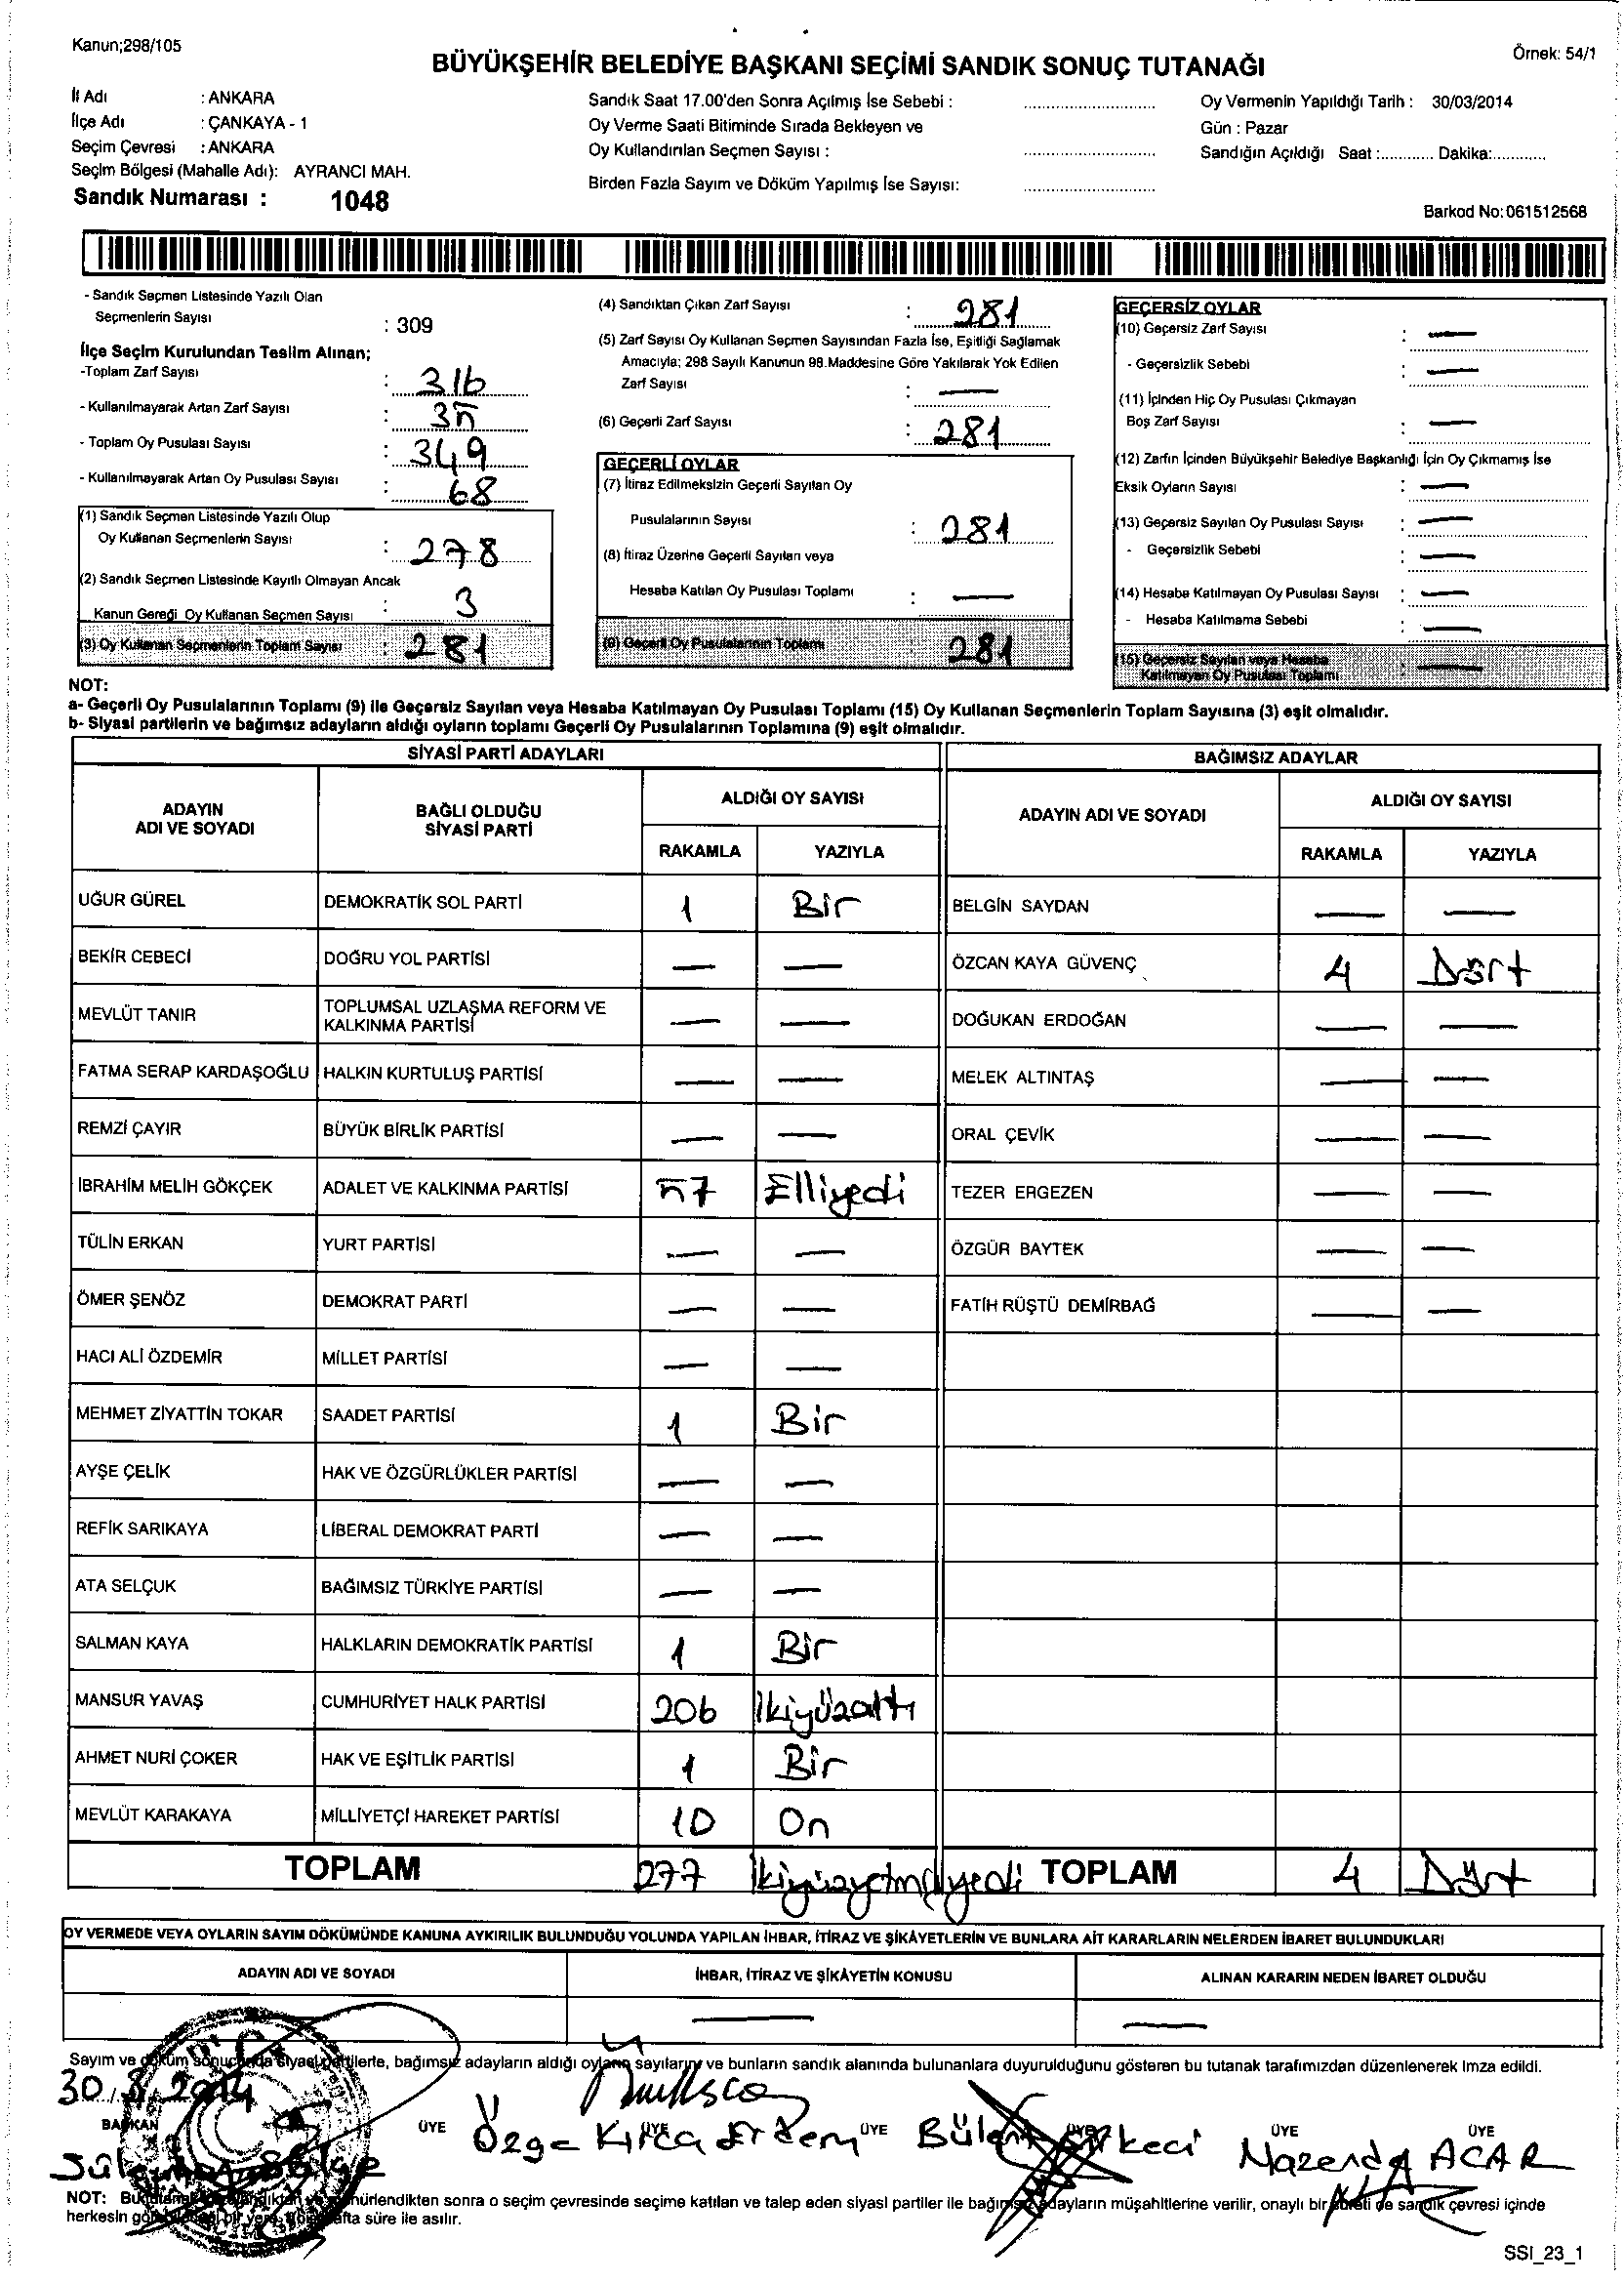 Kanun;298/105
Örnek: 54/1
BÜYÜKŞEHİR BELEDİYE BAŞKANI SEÇİMİ SANDIK SONUÇ TUTANAĞI
İl Adı : ANKARA
İlçe Adı : ÇANKAYA - 1
Seçim Çevresi : ANKARA
Seçim Bölgesi (Mahalle Adı): AYRANCI MAH.
Sandık Numarası : 1048
Sandık Saat 17.00'den Sonra Açılmış İse Sebebi :
Oy Verme Saati Bitiminde Sırada Bekleyen ve
Oy Kullandırılan Seçmen Sayısı :
Birden Fazla Sayım ve Döküm Yapılmış İse Sayısı:
Oy Vermenin Yapıldığı Tarih : 30/03/2014
Gün : Pazar
Sandığın Açıldığı Saat :............ Dakika:............
Barkod No: 061512568
- Sandık Seçmen Listesinde Yazılı Olan
Seçmenlerin Sayısı : 309
İlçe Seçim Kurulundan Teslim Alınan;
-Toplam Zarf Sayısı : 316
- Kullanılmayarak Artan Zarf Sayısı : 35
- Toplam Oy Pusulası Sayısı : 349
- Kullanılmayarak Artan Oy Pusulası Sayısı : 68
(1) Sandık Seçmen Listesinde Yazılı Olup
Oy Kullanan Seçmenlerin Sayısı : 278
(2) Sandık Seçmen Listesinde Kayıtlı Olmayan Ancak
Kanun Gereği Oy Kullanan Seçmen Sayısı : 3
(3) Oy Kullanan Seçmenlerin Toplam Sayısı : 281
(4) Sandıktan Çıkan Zarf Sayısı : 281
(5) Zarf Sayısı Oy Kullanan Seçmen Sayısından Fazla İse, Eşitliği Sağlamak
Amacıyla; 298 Sayılı Kanunun 98.Maddesine Göre Yakılarak Yok Edilen
Zarf Sayısı : —
(6) Geçerli Zarf Sayısı : 281
GEÇERLİ OYLAR
(7) İtiraz Edilmeksizin Geçerli Sayılan Oy
Pusulalarının Sayısı : 281
(8) İtiraz Üzerine Geçerli Sayılan veya
Hesaba Katılan Oy Pusulası Toplamı : —
(9) Geçerli Oy Pusulalarının Toplamı : 281
GEÇERSİZ OYLAR
(10) Geçersiz Zarf Sayısı : —
- Geçersizlik Sebebi : —
(11) İçinden Hiç Oy Pusulası Çıkmayan
Boş Zarf Sayısı : —
(12) Zarfın İçinden Büyükşehir Belediye Başkanlığı İçin Oy Çıkmamış İse
Eksik Oyların Sayısı : —
(13) Geçersiz Sayılan Oy Pusulası Sayısı : —
- Geçersizlik Sebebi : —
(14) Hesaba Katılmayan Oy Pusulası Sayısı : —
- Hesaba Katılmama Sebebi : —
(15) Geçersiz Sayılan veya Hesaba
Katılmayan Oy Pusulası Toplamı : —
NOT:
a- Geçerli Oy Pusulalarının Toplamı (9) ile Geçersiz Sayılan veya Hesaba Katılmayan Oy Pusulası Toplamı (15) Oy Kullanan Seçmenlerin Toplam Sayısına (3) eşit olmalıdır.
b- Siyasi partilerin ve bağımsız adayların aldığı oyların toplamı Geçerli Oy Pusulalarının Toplamına (9) eşit olmalıdır.
SİYASİ PARTİ ADAYLARI
ADAYIN ADI VE SOYADI
BAĞLI OLDUĞU SİYASİ PARTİ
ALDIĞI OY SAYISI
RAKAMLA YAZIYLA
UĞUR GÜREL DEMOKRATİK SOL PARTİ 1 Bir
BEKİR CEBECİ DOĞRU YOL PARTİSİ — —
MEVLÜT TANIR TOPLUMSAL UZLAŞMA REFORM VE KALKINMA PARTİSİ — —
FATMA SERAP KARDAŞOĞLU HALKIN KURTULUŞ PARTİSİ — —
REMZİ ÇAYIR BÜYÜK BİRLİK PARTİSİ — —
İBRAHİM MELİH GÖKÇEK ADALET VE KALKINMA PARTİSİ 57 Elliyedi
TÜLİN ERKAN YURT PARTİSİ — —
ÖMER ŞENÖZ DEMOKRAT PARTİ — —
HACI ALİ ÖZDEMİR MİLLET PARTİSİ — —
MEHMET ZİYATTİN TOKAR SAADET PARTİSİ 1 Bir
AYŞE ÇELİK HAK VE ÖZGÜRLÜKLER PARTİSİ — —
REFİK SARIKAYA LİBERAL DEMOKRAT PARTİ — —
ATA SELÇUK BAĞIMSIZ TÜRKİYE PARTİSİ — —
SALMAN KAYA HALKLARIN DEMOKRATİK PARTİSİ 1 Bir
MANSUR YAVAŞ CUMHURİYET HALK PARTİSİ 206 İkiyüzaltı
AHMET NURİ ÇOKER HAK VE EŞİTLİK PARTİSİ 1 Bir
MEVLÜT KARAKAYA MİLLİYETÇİ HAREKET PARTİSİ 10 On
TOPLAM 277 İkiyüzyetmişyedi
BAĞIMSIZ ADAYLAR
ADAYIN ADI VE SOYADI
ALDIĞI OY SAYISI
RAKAMLA YAZIYLA
BELGİN SAYDAN — —
ÖZCAN KAYA GÜVENÇ 4 Dört
DOĞUKAN ERDOĞAN — —
MELEK ALTINTAŞ — —
ORAL ÇEVİK — —
TEZER ERGEZEN — —
ÖZGÜR BAYTEK — —
FATİH RÜŞTÜ DEMİRBAĞ — —
TOPLAM 4 Dört
OY VERMEDE VEYA OYLARIN SAYIM DÖKÜMÜNDE KANUNA AYKIRILIK BULUNDUĞU YOLUNDA YAPILAN İHBAR, İTİRAZ VE ŞİKÂYETLERİN VE BUNLARA AİT KARARLARIN NELERDEN İBARET BULUNDUKLARI
ADAYIN ADI VE SOYADI
İHBAR, İTİRAZ VE ŞİKÂYETİN KONUSU
ALINAN KARARIN NEDEN İBARET OLDUĞU
— —
Sayım ve döküm sonucunda siyasi partilerle, bağımsız adayların aldığı oyların sayılarını ve bunların sandık alanında bulunanlara duyurulduğunu gösteren bu tutanak tarafımızdan düzenlenerek imza edildi.
30.3.2014
BAŞKAN ÜYE ÜYE ÜYE ÜYE ÜYE ÜYE
Özge Erdem Bülent Nazende ACAR
NOT: Bu mühürlendikten sonra o seçim çevresinde seçime katılan ve talep eden siyasi partiler ile bağımsız adayların müşahitlerine verilir, onaylı bir sureti de sandık çevresi içinde
herkesin hafta süre ile asılır.
SSI_23_1